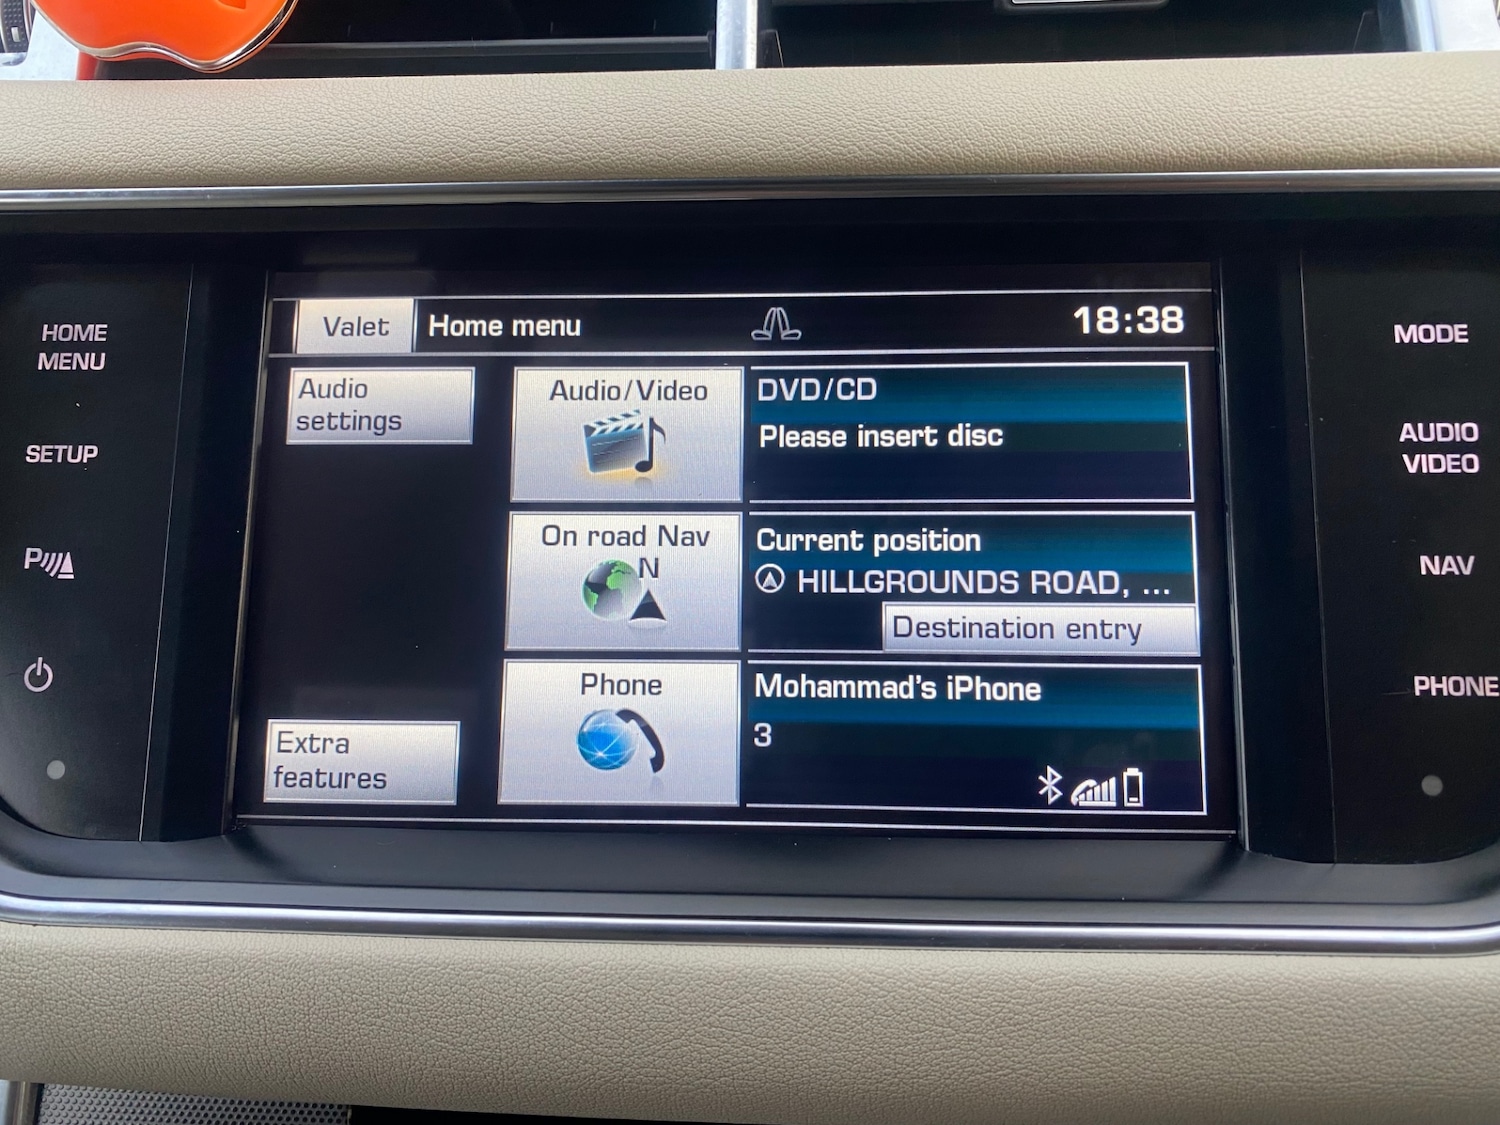 Valet
Home menu
18:38
HOME
MENU
SETUP
P
Audio
settings
Extra
features
Audio/Video
DVD/CD
Please insert disc
On road Nav
N
Current position
HILLGROUNDS ROAD, ...
Destination entry
Phone
Mohammad's iPhone
3
MODE
AUDIO
VIDEO
NAV
PHONE